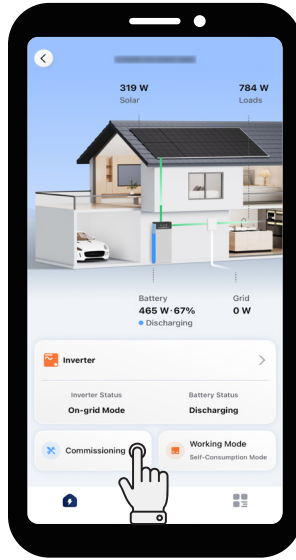 319 W
784 W
Solar
Loads
Battery
Grid
465 W·67%
0 W
Discharging
Inverter
Inverter Status
Battery Status
On-grid Mode
Discharging
Commissioning
Working Mode
Self-Consumption Mode